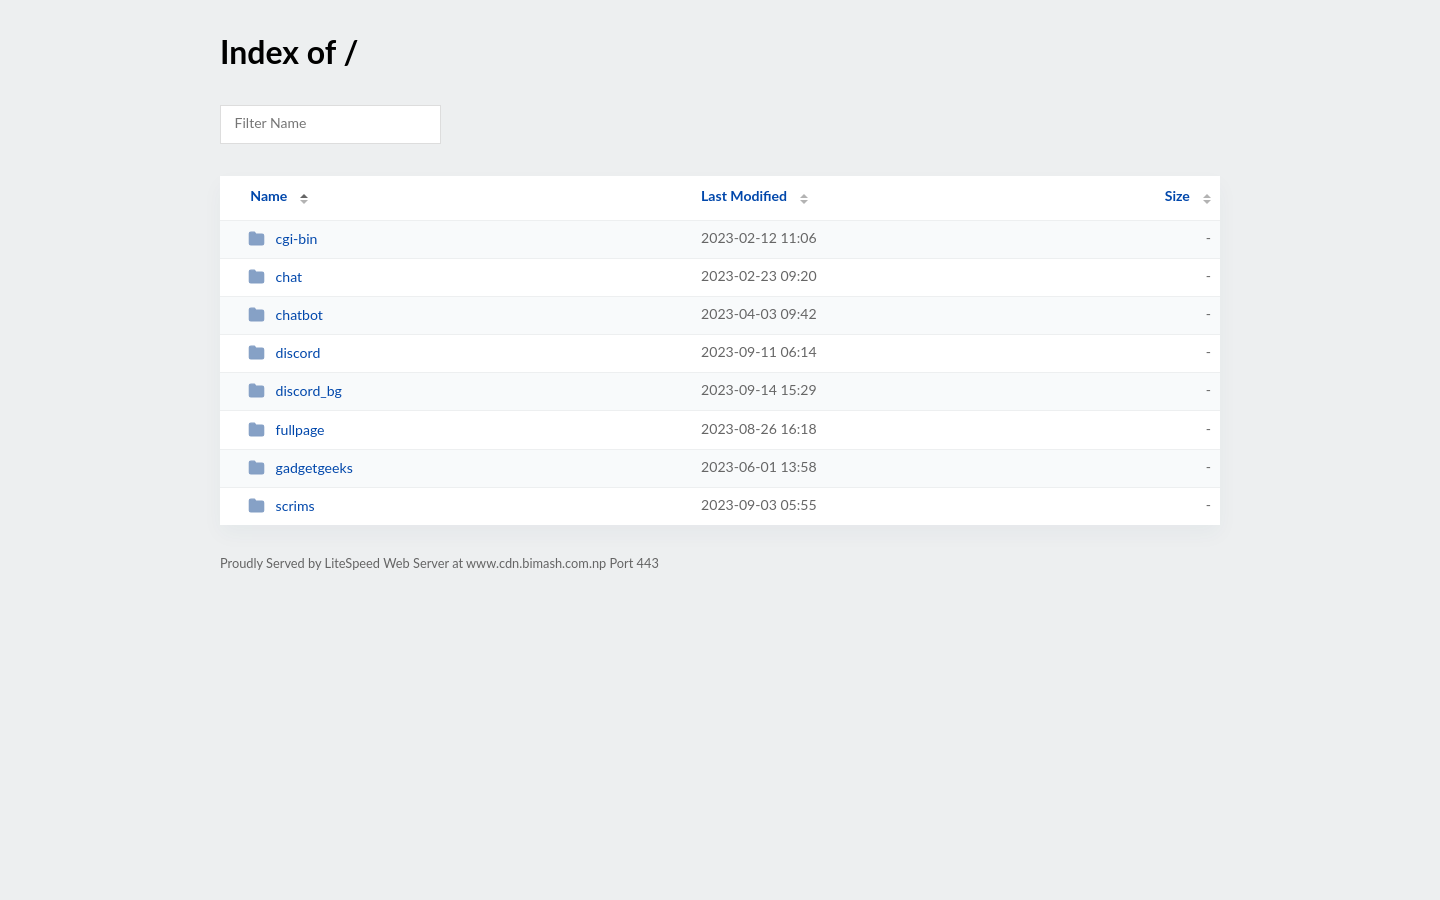 Index of /
Filter Name
Name Last Modified Size
cgi-bin 2023-02-12 11:06 -
chat 2023-02-23 09:20 -
chatbot 2023-04-03 09:42 -
discord 2023-09-11 06:14 -
discord_bg 2023-09-14 15:29 -
fullpage 2023-08-26 16:18 -
gadgetgeeks 2023-06-01 13:58 -
scrims 2023-09-03 05:55 -
Proudly Served by LiteSpeed Web Server at www.cdn.bimash.com.np Port 443